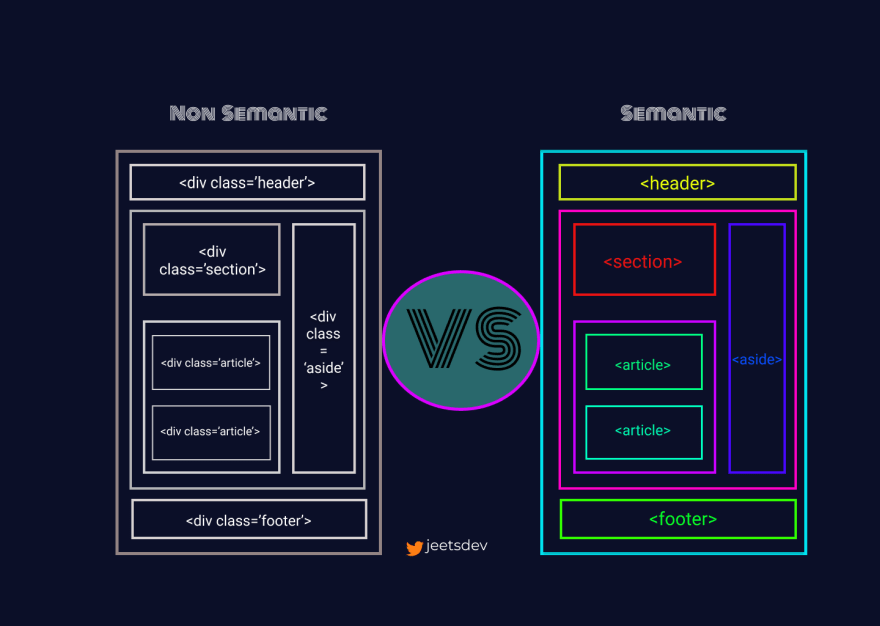 Non Semantic
<div class=‘header’>
<div
class=‘section’>
<div class=‘article’>
<div class=‘article’>
<div
class
=
‘aside’
>
<div class=‘footer’>
VS
jeetsdev
Semantic
<header>
<section>
<article>
<article>
<aside>
<footer>